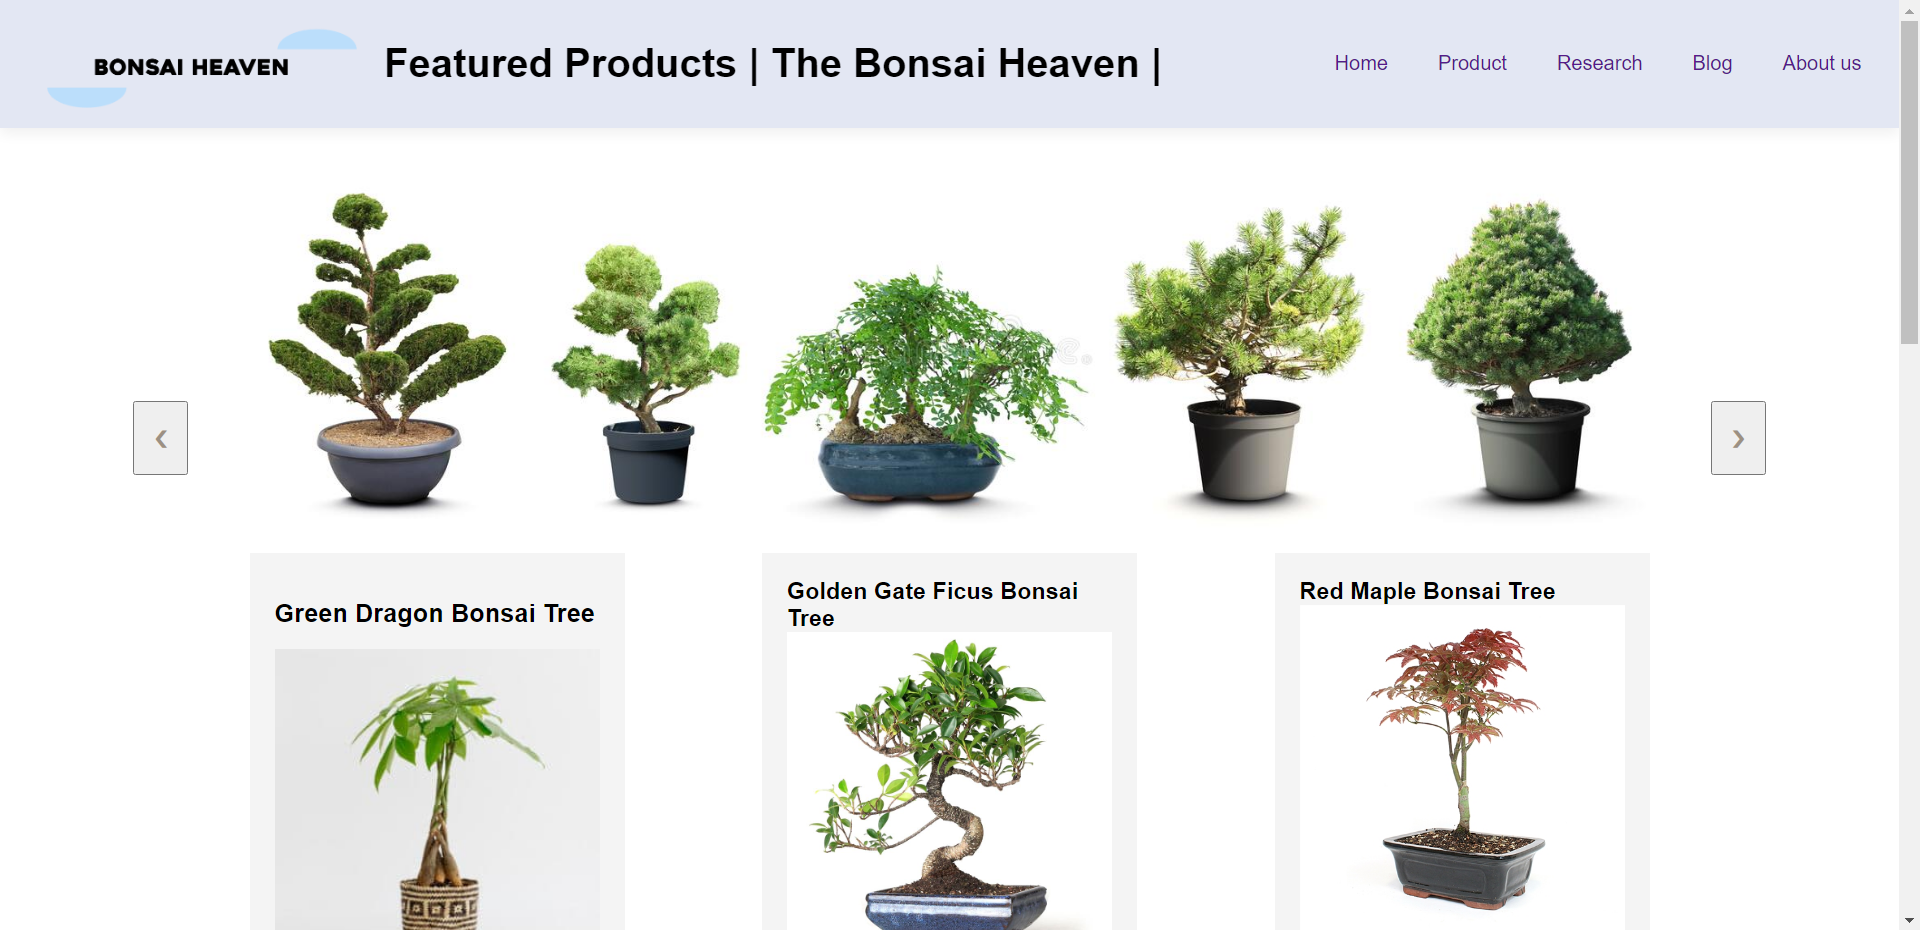 BONSAI HEAVEN
Featured Products | The Bonsai Heaven |
Home Product Research Blog About us
❮
❯
Green Dragon Bonsai Tree
Golden Gate Ficus Bonsai
Tree
Red Maple Bonsai Tree